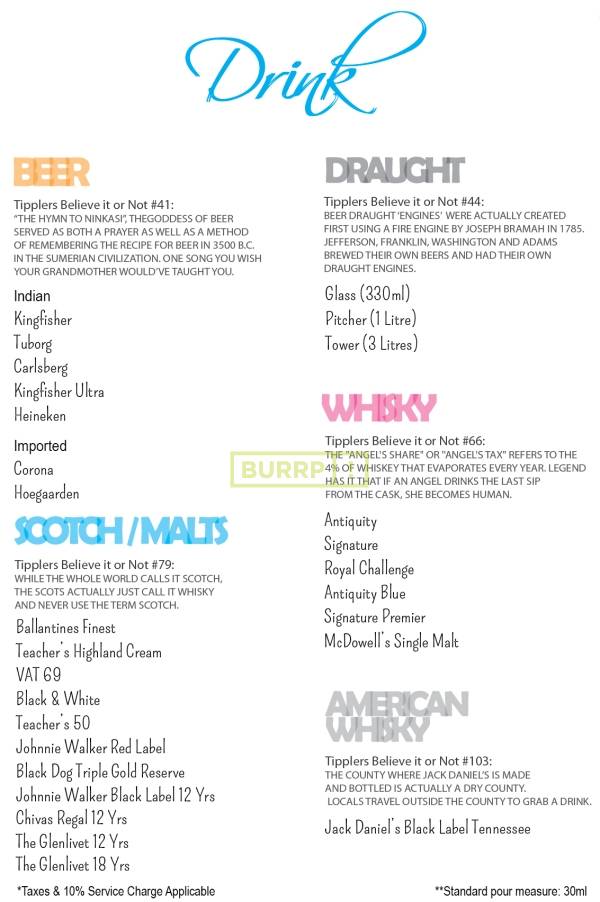 Drink
BEER
Tipplers Believe it or Not #41:
"THE HYMN TO NINKASI", THEGODDESS OF BEER
SERVED AS BOTH A PRAYER AS WELL AS A METHOD
OF REMEMBERING THE RECIPE FOR BEER IN 3500 B.C.
IN THE SUMERIAN CIVILIZATION. ONE SONG YOU WISH
YOUR GRANDMOTHER WOULD'VE TAUGHT YOU.
Indian
Kingfisher
Tuborg
Carlsberg
Kingfisher Ultra
Heineken
Imported
Corona
Hoegaarden
SCOTCH / MALTS
Tipplers Believe it or Not #79:
WHILE THE WHOLE WORLD CALLS IT SCOTCH,
THE SCOTS ACTUALLY JUST CALL IT WHISKY
AND NEVER USE THE TERM SCOTCH.
Ballantines Finest
Teacher's Highland Cream
VAT 69
Black & White
Teacher's 50
Johnnie Walker Red Label
Black Dog Triple Gold Reserve
Johnnie Walker Black Label 12 Yrs
Chivas Regal 12 Yrs
The Glenlivet 12 Yrs
The Glenlivet 18 Yrs
*Taxes & 10% Service Charge Applicable
DRAUGHT
Tipplers Believe it or Not #44:
BEER DRAUGHT 'ENGINES' WERE ACTUALLY CREATED
FIRST USING A FIRE ENGINE BY JOSEPH BRAMAH IN 1785.
JEFFERSON, FRANKLIN, WASHINGTON AND ADAMS
BREWED THEIR OWN BEERS AND HAD THEIR OWN
DRAUGHT ENGINES.
Glass (330ml)
Pitcher (1 Litre)
Tower (3 Litres)
WHISKY
Tipplers Believe it or Not #66:
THE "ANGEL'S SHARE" OR "ANGEL'S TAX" REFERS TO THE
4% OF WHISKEY THAT EVAPORATES EVERY YEAR. LEGEND
HAS IT THAT IF AN ANGEL DRINKS THE LAST SIP
FROM THE CASK, SHE BECOMES HUMAN.
BURRP
Antiquity
Signature
Royal Challenge
Antiquity Blue
Signature Premier
McDowell's Single Malt
AMERICAN
WHISKY
Tipplers Believe it or Not #103:
THE COUNTY WHERE JACK DANIEL'S IS MADE
AND BOTTLED IS ACTUALLY A DRY COUNTY.
LOCALS TRAVEL OUTSIDE THE COUNTY TO GRAB A DRINK.
Jack Daniel's Black Label Tennessee
**Standard pour measure: 30ml